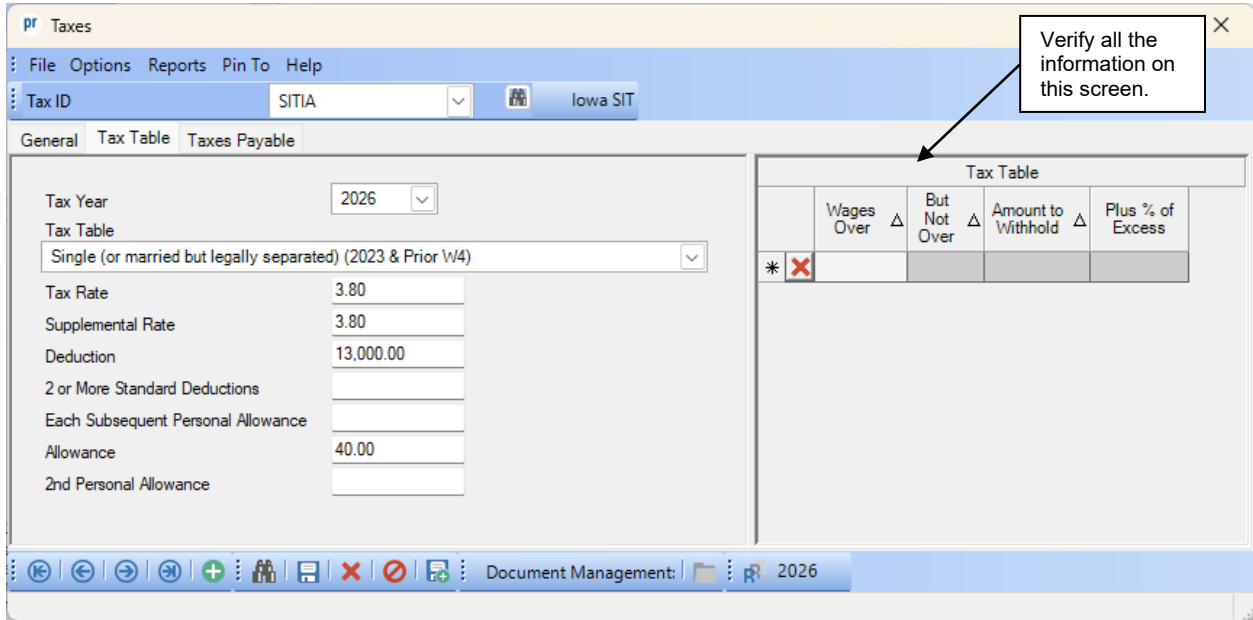 pr Taxes
Verify all the
information on
this screen.
File Options Reports Pin To Help
Tax ID SITIA Iowa SIT
General Tax Table Taxes Payable
Tax Year 2026
Tax Table
Single (or married but legally separated) (2023 & Prior W4)
Tax Rate 3.80
Supplemental Rate 3.80
Deduction 13,000.00
2 or More Standard Deductions
Each Subsequent Personal Allowance
Allowance 40.00
2nd Personal Allowance
Tax Table
Wages
Over
But
Not
Over
Amount to
Withhold
Plus % of
Excess
Document Management: 2026